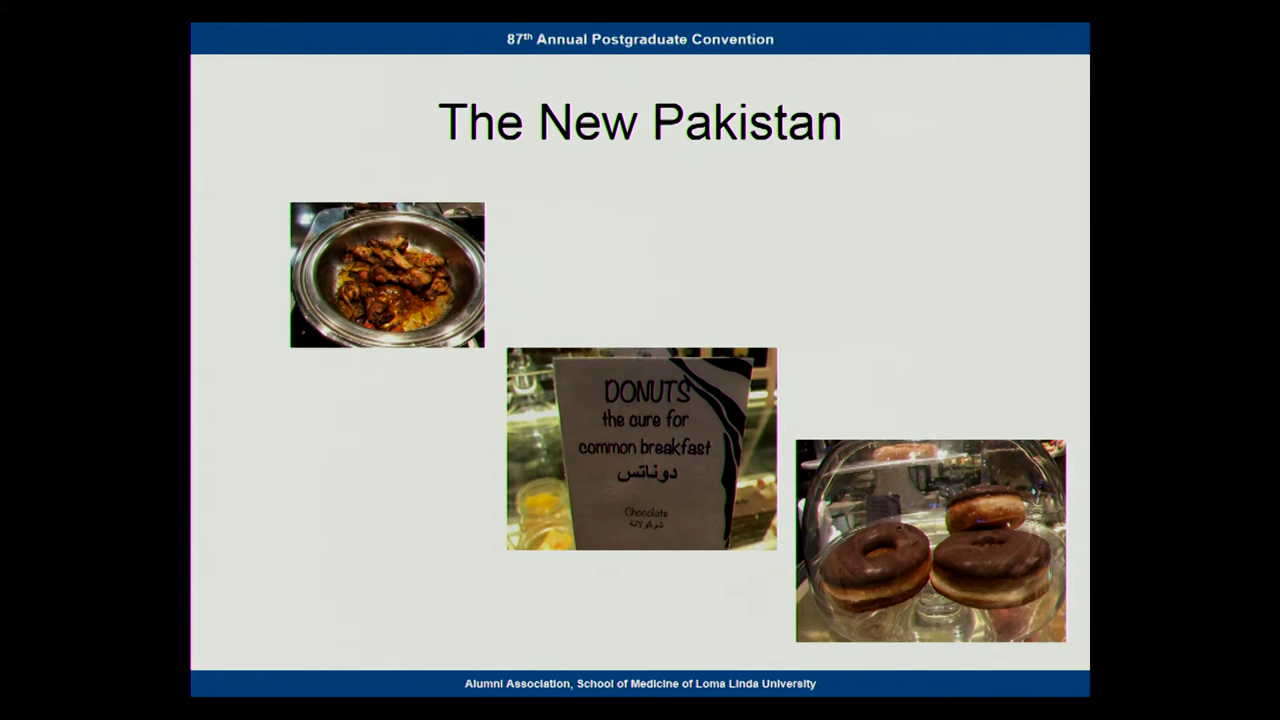 87th Annual Postgraduate Convention
The New Pakistan
DONUTS
the cure for
common breakfast
دوناتس
Chocolate
شوكولاتة
Alumni Association, School of Medicine of Loma Linda University